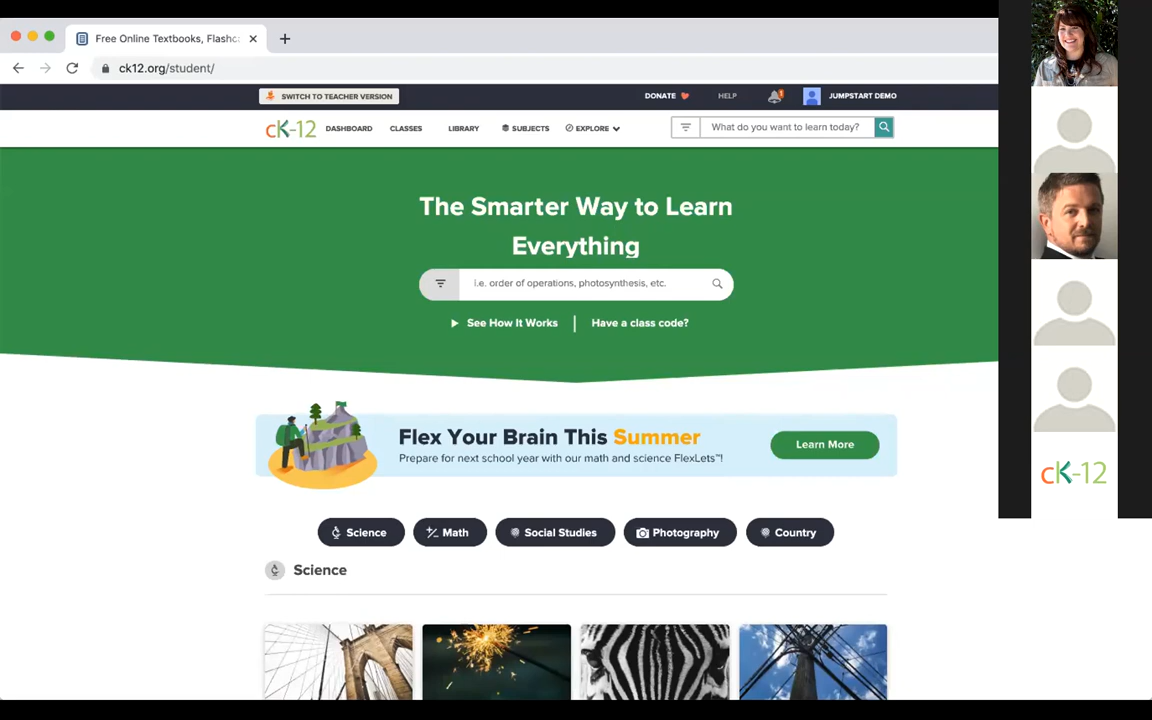 Free Online Textbooks, Flashc
ck12.org/student/
SWITCH TO TEACHER VERSION
DONATE
HELP
JUMPSTART DEMO
cK-12
DASHBOARD
CLASSES
LIBRARY
SUBJECTS
EXPLORE
What do you want to learn today?
The Smarter Way to Learn
Everything
i.e. order of operations, photosynthesis, etc.
See How It Works
Have a class code?
Flex Your Brain This Summer
Prepare for next school year with our math and science FlexLets™!
Learn More
Science
Math
Social Studies
Photography
Country
Science
cK-12